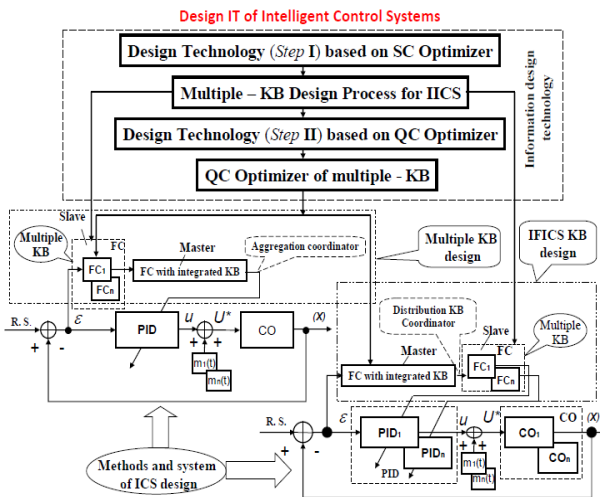 Design IT of Intelligent Control Systems
Design Technology (Step I) based on SC Optimizer
Multiple – KB Design Process for IICS
Design Technology (Step II) based on QC Optimizer
QC Optimizer of multiple - KB
Information design
technology
Slave
Multiple
KB
FC
FC1
FCn
Master
FC with integrated KB
Aggregation coordinator
Multiple KB
design
IFICS KB
design
R. S.
+
-
ε
PID
u
U*
+
+
m1(t)
mn(t)
CO
(X)
Distribution KB
Coordinator
Master
FC with integrated KB
Slave
FC
FC1
FCn
Multiple
KB
Methods and system
of ICS design
R. S.
+
-
ε
PID1
PIDn
PID
u
U*
+
+
m1(t)
mn(t)
CO
CO1
COn
(X)